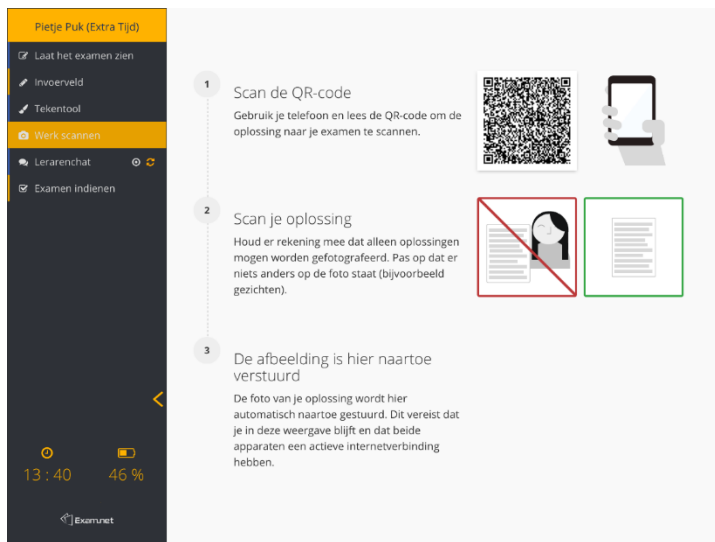 Pietje Puk (Extra Tijd)
Laat het examen zien
Invoerveld
Tekentool
Werk scannen
Lerarenchat
Examen indienen
13 : 40
46 %
Exam.net
1
Scan de QR-code
Gebruik je telefoon en lees de QR-code om de
oplossing naar je examen te scannen.
2
Scan je oplossing
Houd er rekening mee dat alleen oplossingen
mogen worden gefotografeerd. Pas op dat er
niets anders op de foto staat (bijvoorbeeld
gezichten).
3
De afbeelding is hier naartoe
verstuurd
De foto van je oplossing wordt hier
automatisch naartoe gestuurd. Dit vereist dat
je in deze weergave blijft en dat beide
apparaten een actieve internetverbinding
hebben.